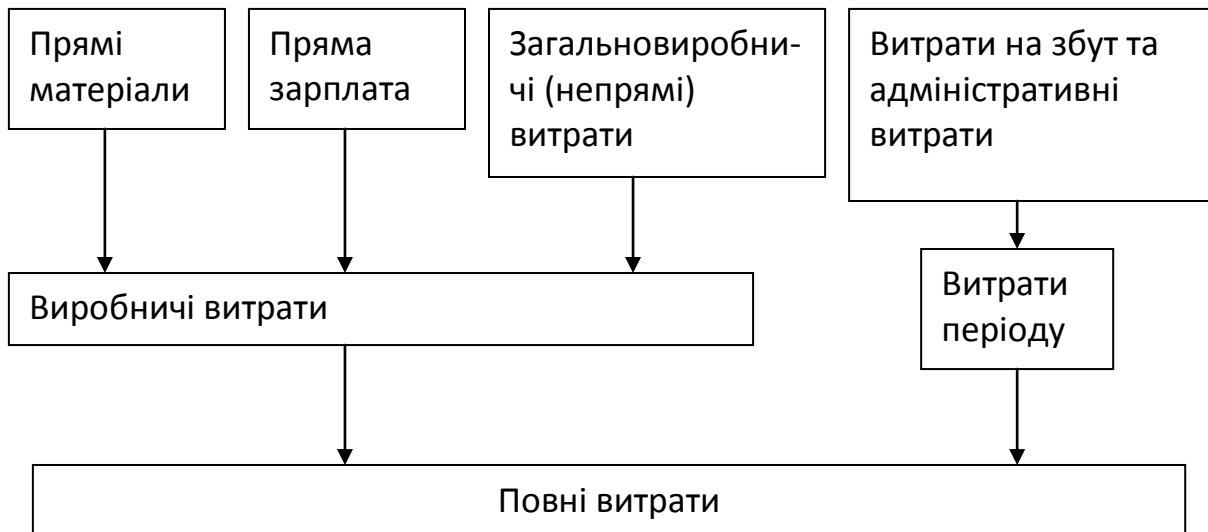 Прямі
матеріали
Пряма
зарплата
Загальновиробни-
чі (непрямі)
витрати
Витрати на збут та
адміністративні
витрати
Виробничі витрати
Витрати
періоду
Повні витрати